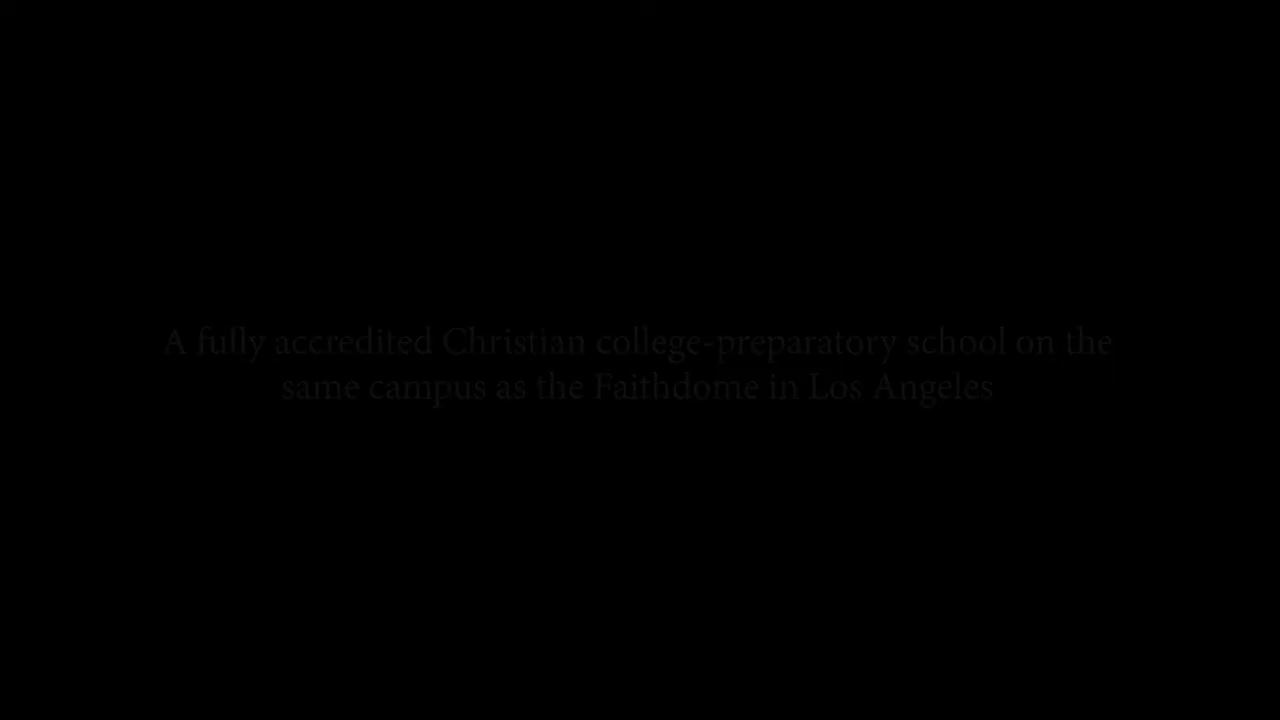 A fully accredited Christian college-preparatory school on the
same campus as the Faithdome in Los Angeles